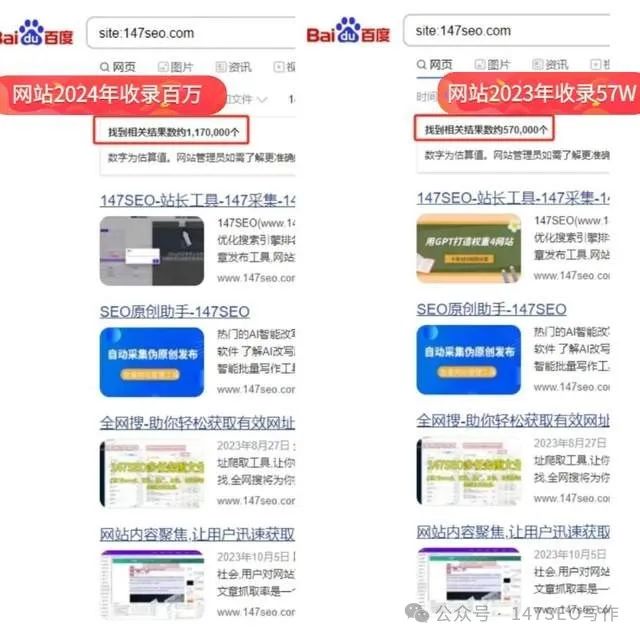 Bai du 百度
site:147seo.com
网页 图片 资讯
网站2024年收录百万
和文件
找到相关结果数约1,170,000个
数字为估算值。网站管理员如需了解更准确
147SEO-站长工具-147采集-14
147SEO(www.1
优化搜索引擎排名
章发布工具,网站
www.147seo.com
SEO原创助手-147SEO
自动采集伪原创发布
热门的AI智能改写
软件 了解AI改写
智能批量写作工具
www.147seo.com
全网搜-助你轻松获取有效网址
2023年8月27日
址爬取工具,让你
找,全网搜将为你
www.147seo.com
网站内容聚焦,让用户迅速获取
2023年10月5日
社会,用户对网站
文章抓取率是一
www.147seo.com
Bai du 百度
site:147seo.com
网页 图片 资讯
网站2023年收录57W
时间
找到相关结果数约570,000个
数字为估算值。网站管理员如需了解更准确
147SEO-站长工具-147采集-14
用GPT打造权重4网站
147SEO(www.1
优化搜索引擎排名
章发布工具,网站
www.147seo.com
SEO原创助手-147SEO
自动采集伪原创发布
热门的AI智能改写
软件 了解AI改写
智能批量写作工具
www.147seo.com
全网搜-助你轻松获取有效网址
2023年8月27日
址爬取工具,让你
找,全网搜将为你
www.147seo.com
网站内容聚焦,让用户迅速获取
2023年10月5日
社会,用户对网站
文章抓取率是一
www.147seo.com
公众号·147SEO写作